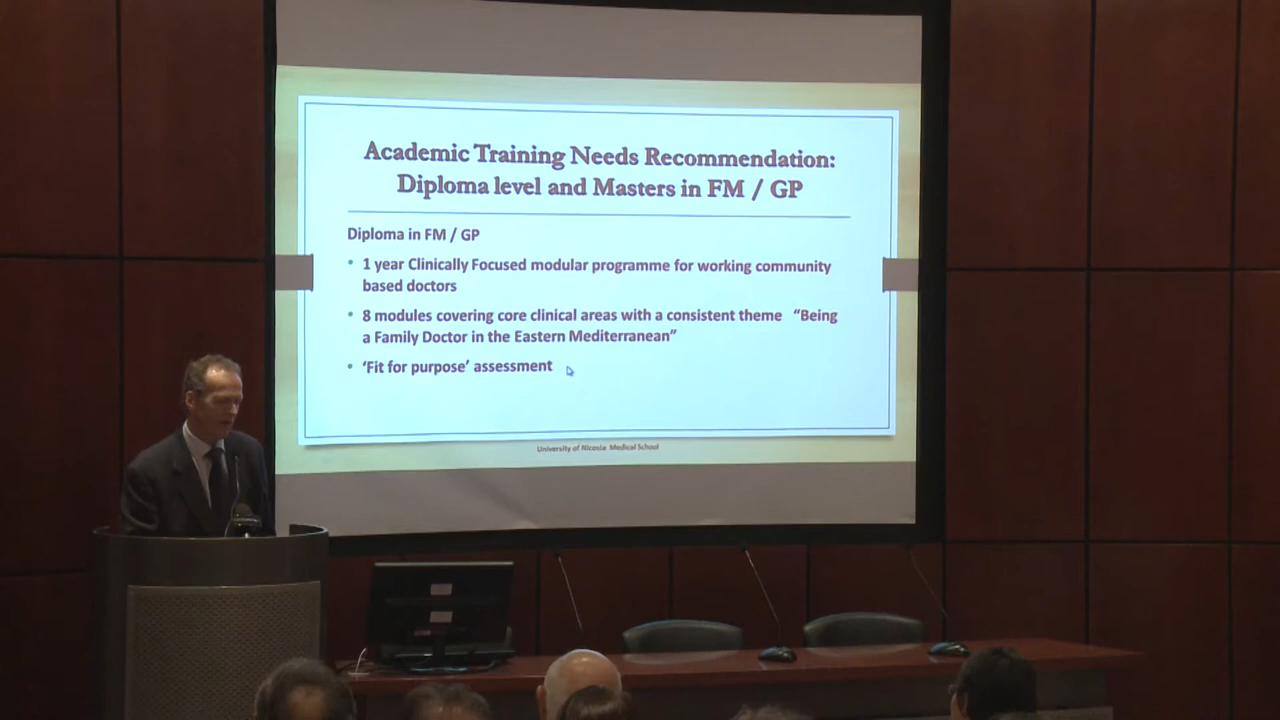 Academic Training Needs Recommendation:
Diploma level and Masters in FM / GP
Diploma in FM / GP
• 1 year Clinically Focused modular programme for working community
based doctors
• 8 modules covering core clinical areas with a consistent theme “Being
a Family Doctor in the Eastern Mediterranean”
• ‘Fit for purpose’ assessment
University of Nicosia Medical School